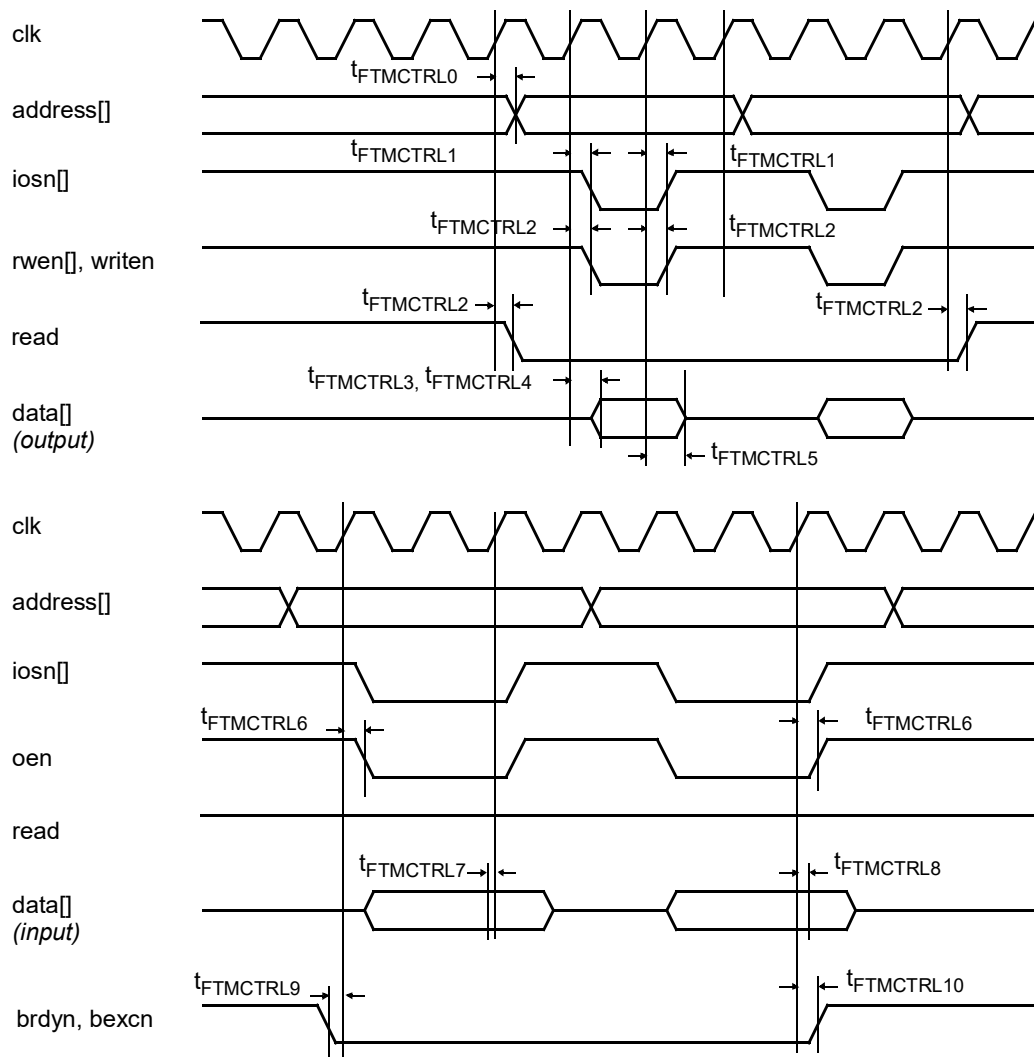 clk
tFTMCTRL0
address[]
tFTMCTRL1 tFTMCTRL1
iosn[]
tFTMCTRL2 tFTMCTRL2
rwen[], writen
tFTMCTRL2 tFTMCTRL2
read
tFTMCTRL3, tFTMCTRL4
data[]
(output)
tFTMCTRL5
clk
address[]
iosn[]
tFTMCTRL6 tFTMCTRL6
oen
read
tFTMCTRL7 tFTMCTRL8
data[]
(input)
tFTMCTRL9 tFTMCTRL10
brdyn, bexcn